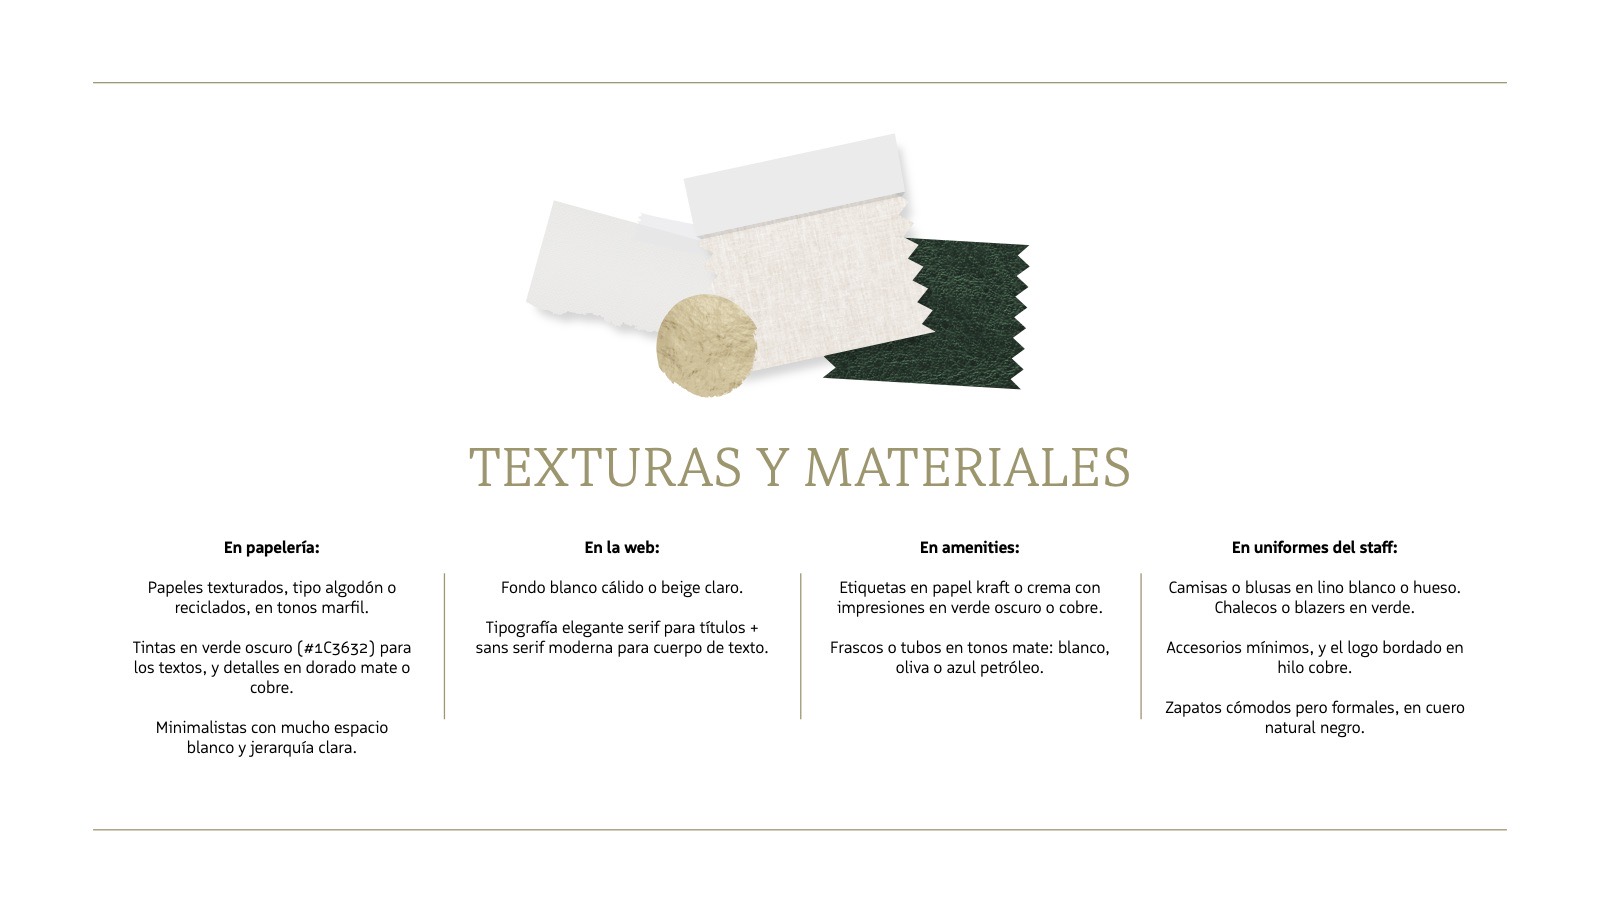 TEXTURAS Y MATERIALES
En papelería:
Papeles texturados, tipo algodón o
reciclados, en tonos marfil.
Tintas en verde oscuro (#1C3632) para
los textos, y detalles en dorado mate o
cobre.
Minimalistas con mucho espacio
blanco y jerarquía clara.
En la web:
Fondo blanco cálido o beige claro.
Tipografía elegante serif para títulos +
sans serif moderna para cuerpo de texto.
En amenities:
Etiquetas en papel kraft o crema con
impresiones en verde oscuro o cobre.
Frascos o tubos en tonos mate: blanco,
oliva o azul petróleo.
En uniformes del staff:
Camisas o blusas en lino blanco o hueso.
Chalecos o blazers en verde.
Accesorios mínimos, y el logo bordado en
hilo cobre.
Zapatos cómodos pero formales, en cuero
natural negro.